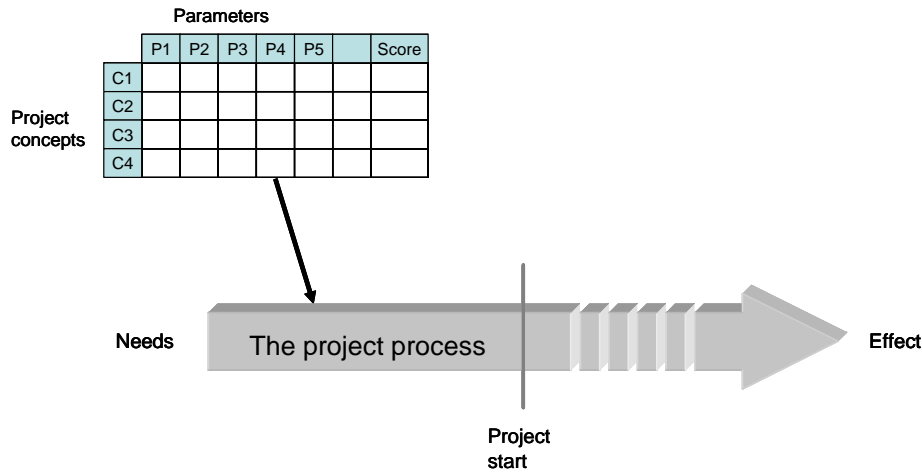 Parameters
P1 P2 P3 P4 P5 Score
C1
C2
Project
concepts
C3
C4
Needs
The project process
Effect
Project
start